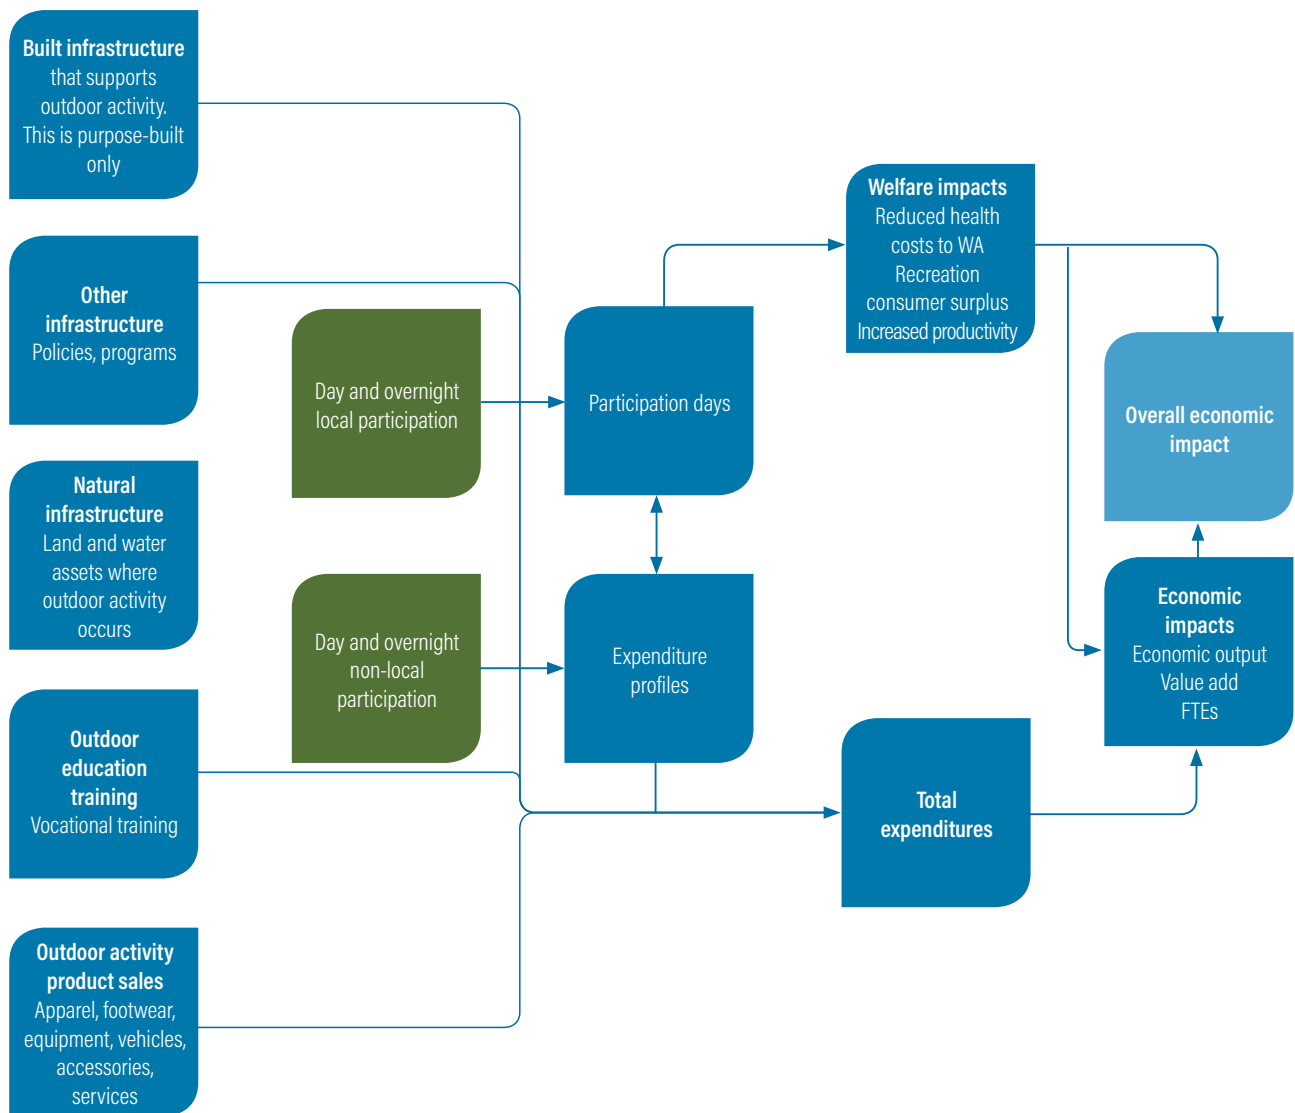 Built infrastructure
that supports
outdoor activity.
This is purpose-built
only
Other
infrastructure
Policies, programs
Natural
infrastructure
Land and water
assets where
outdoor activity
occurs
Outdoor
education
training
Vocational training
Outdoor activity
product sales
Apparel, footwear,
equipment, vehicles,
accessories,
services
Day and overnight
local participation
Day and overnight
non-local
participation
Participation days
Expenditure
profiles
Welfare impacts
Reduced health
costs to WA
Recreation
consumer surplus
Increased productivity
Total
expenditures
Overall economic
impact
Economic
impacts
Economic output
Value add
FTEs